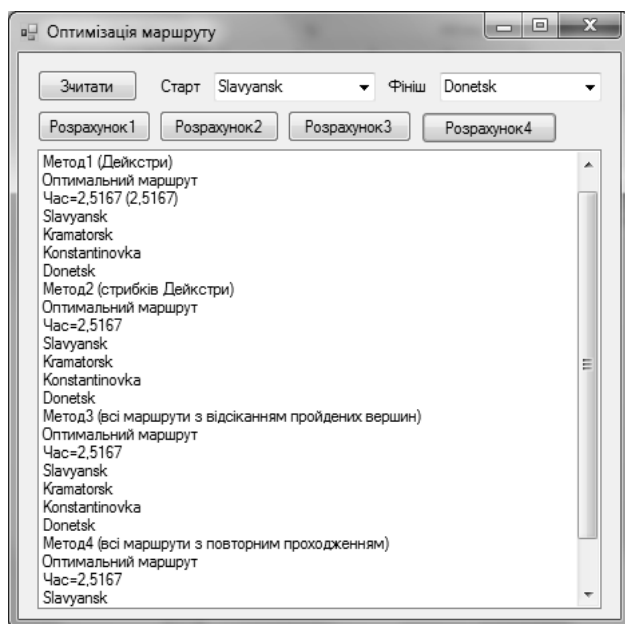 Оптимізація маршруту
Зчитати Старт Slavyansk Фініш Donetsk
Розрахунок1 Розрахунок2 Розрахунок3 Розрахунок4
Метод1 (Дейкстри)
Оптимальний маршрут
Час=2,5167 (2,5167)
Slavyansk
Kramatorsk
Konstantinovka
Donetsk
Метод2 (стрибків Дейкстри)
Оптимальний маршрут
Час=2,5167
Slavyansk
Kramatorsk
Konstantinovka
Donetsk
Метод3 (всі маршрути з відсіканням пройдених вершин)
Оптимальний маршрут
Час=2,5167
Slavyansk
Kramatorsk
Konstantinovka
Donetsk
Метод4 (всі маршрути з повторним проходженням)
Оптимальний маршрут
Час=2,5167
Slavyansk